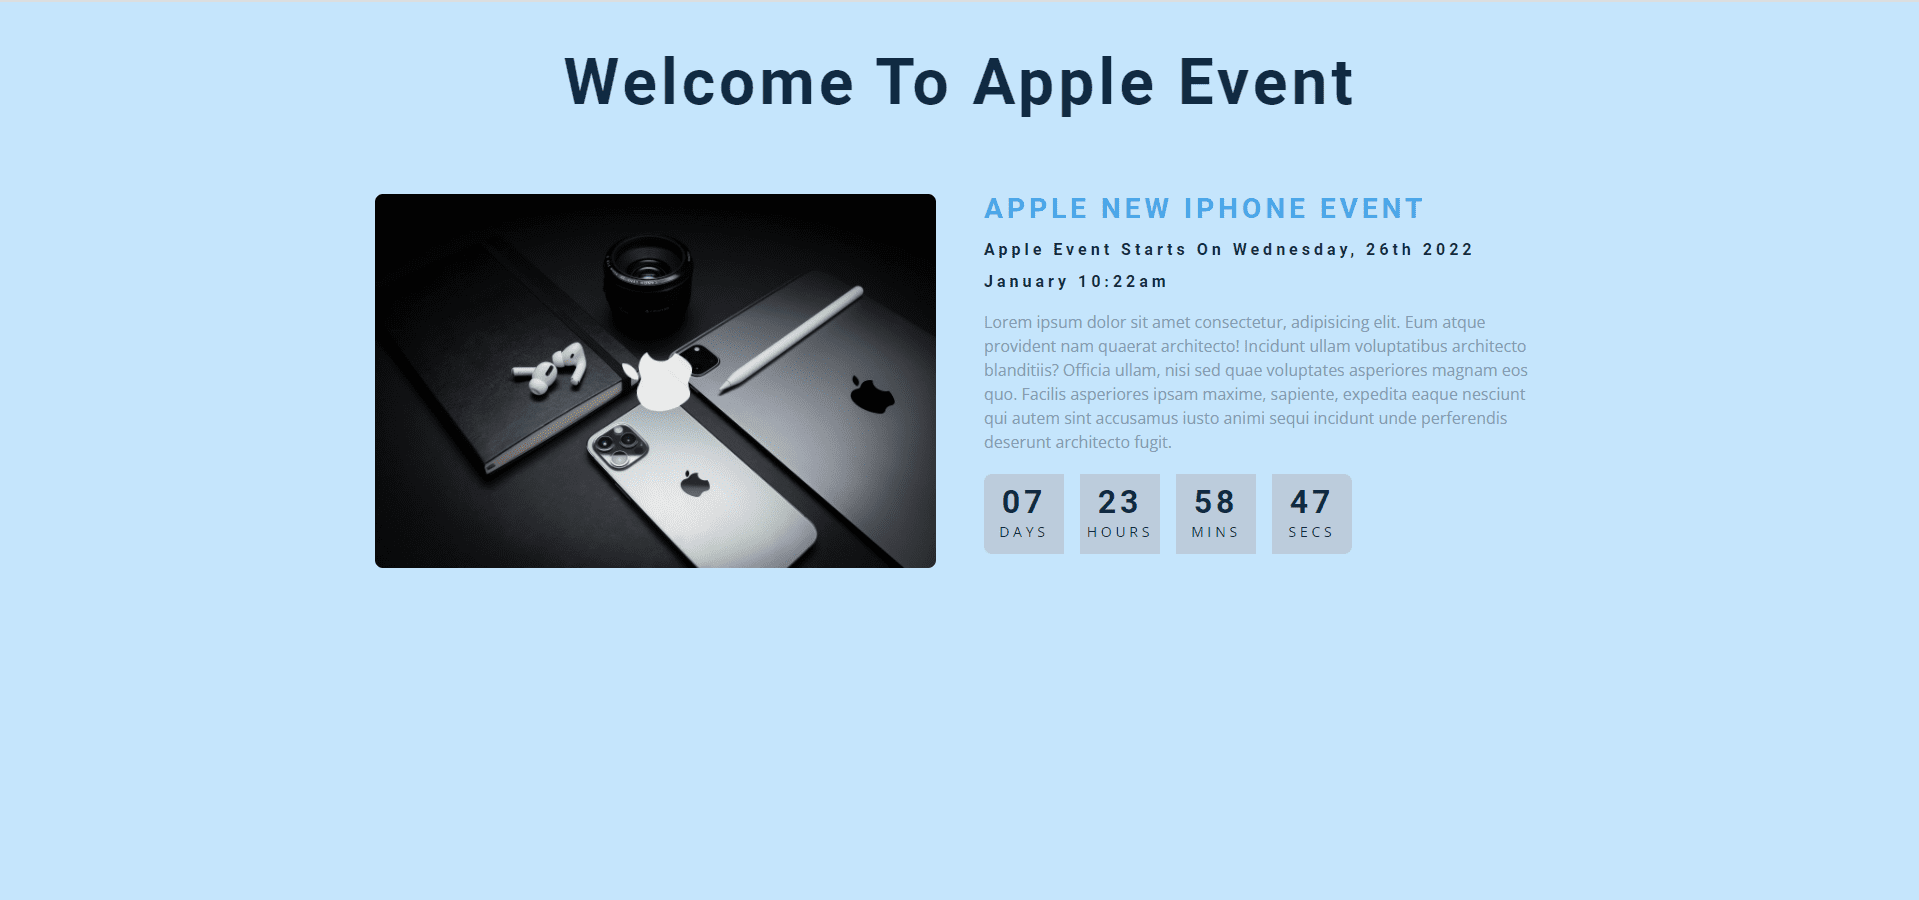 Welcome To Apple Event
APPLE NEW IPHONE EVENT
Apple Event Starts On Wednesday, 26th 2022
January 10:22am
Lorem ipsum dolor sit amet consectetur, adipisicing elit. Eum atque
provident nam quaerat architecto! Incidunt ullam voluptatibus architecto
blanditiis? Officia ullam, nisi sed quae voluptates asperiores magnam eos
quo. Facilis asperiores ipsam maxime, sapiente, expedita eaque nesciunt
qui autem sint accusamus iusto animi sequi incidunt unde perferendis
deserunt architecto fugit.
07 23 58 47
DAYS HOURS MINS SECS